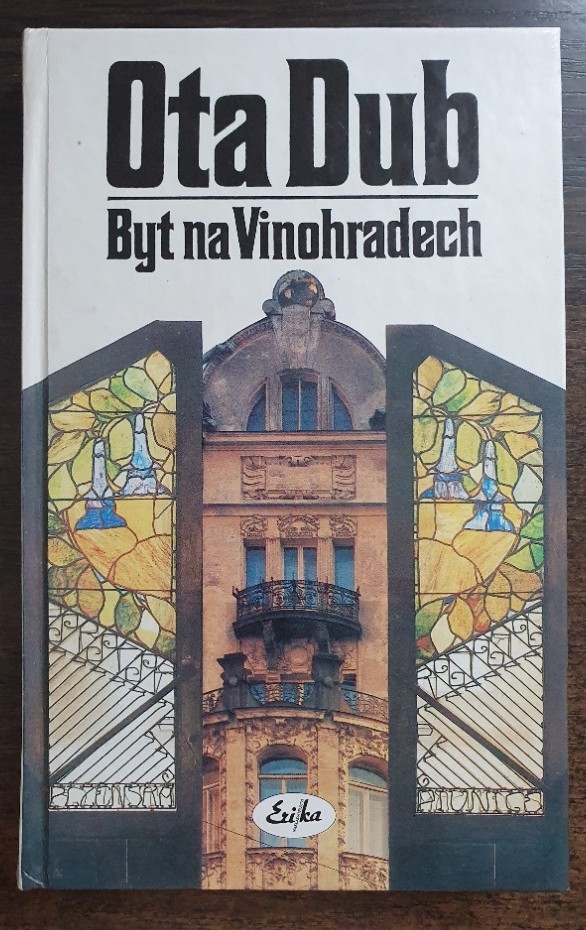 Ota Dub
Byt na Vinohradech
Erika